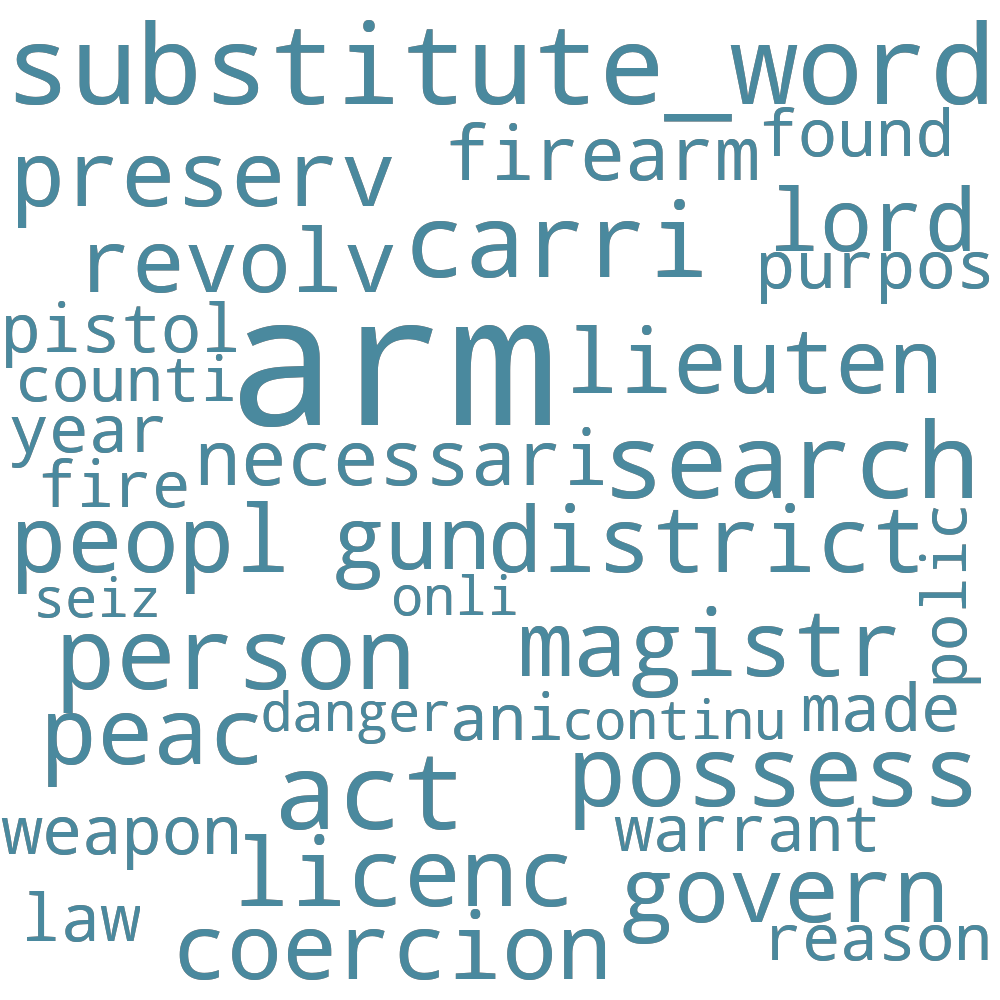 substitute_word
found
preserv
firearm
lord
carri
revolv
purpos
pistol
arm
lieuten
counti
year
necessari
search
fire
peopl
gun
district
polic
seiz
onli
person
magistr
peac
danger
ani
continu
made
act
possess
weapon
warrant
licenc
govern
law
coercion
reason